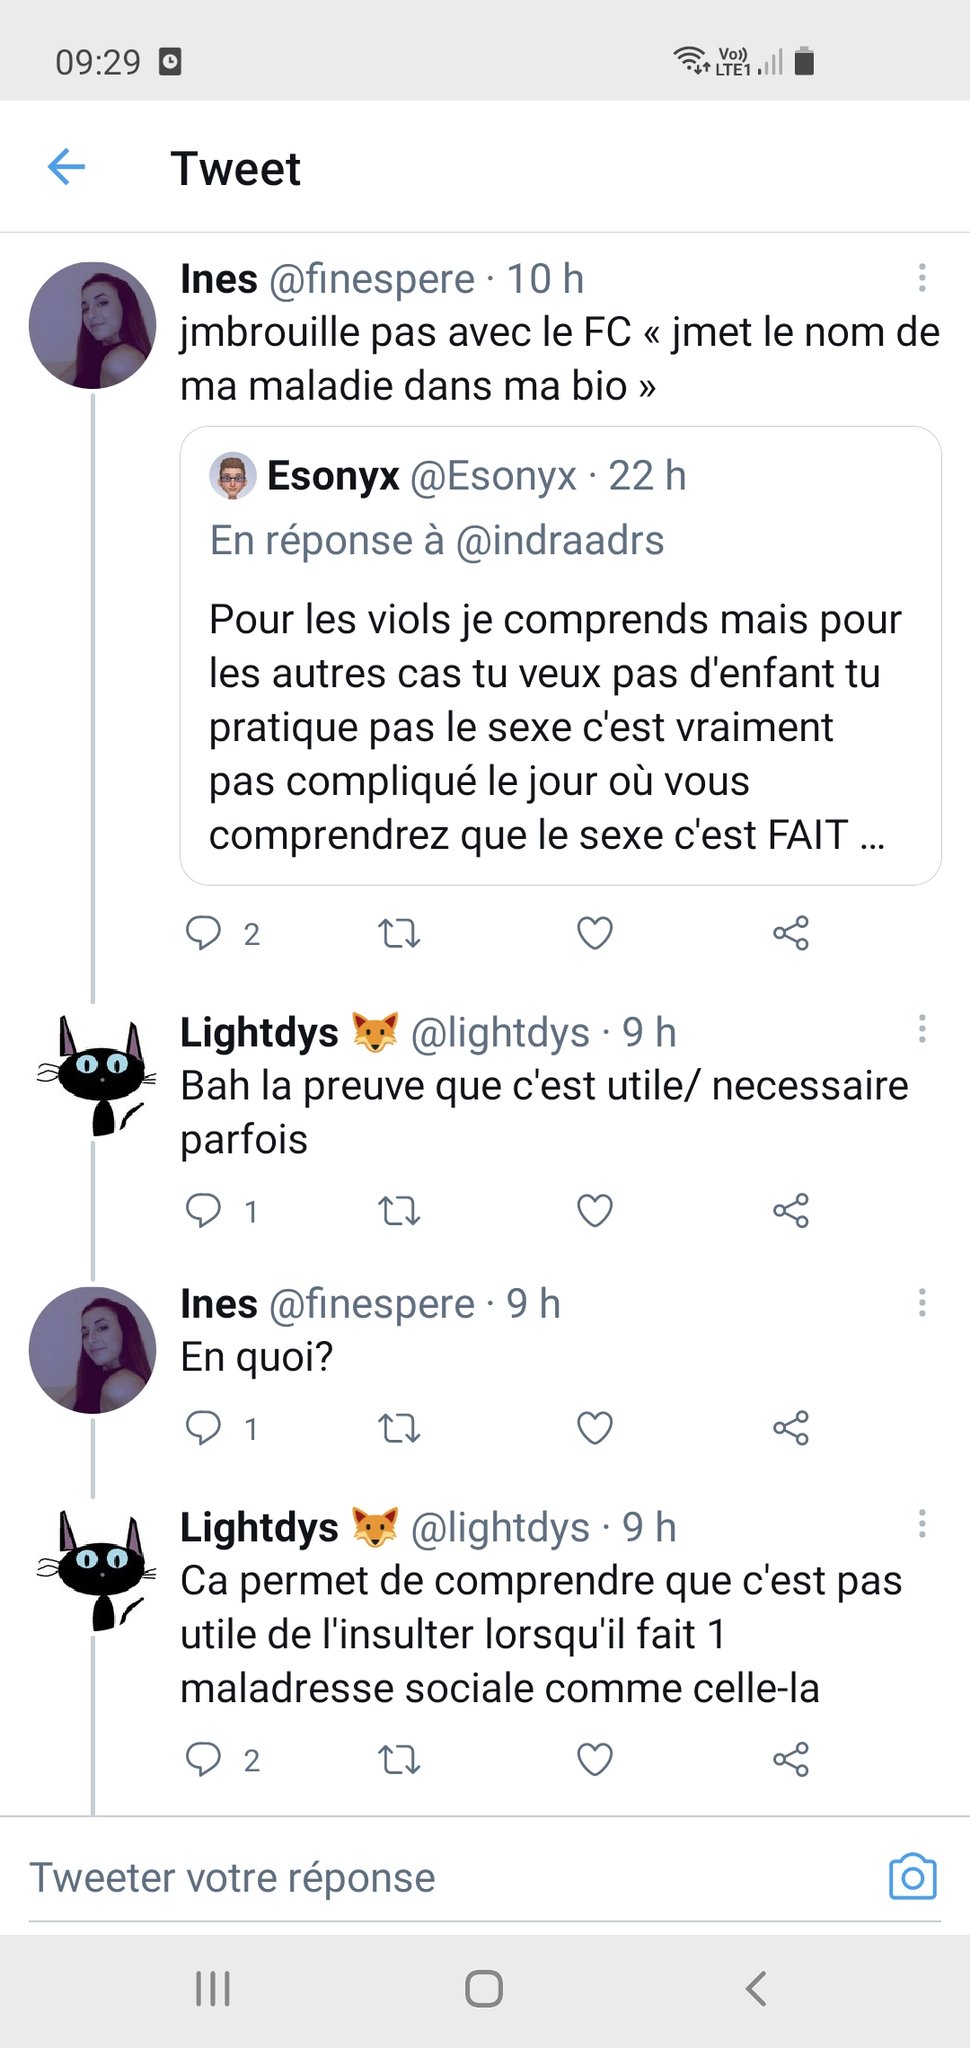 09:29 Vo)) LTE1
Tweet
Ines @finespere · 10 h
jmbrouille pas avec le FC « jmet le nom de
ma maladie dans ma bio »
Esonyx @Esonyx · 22 h
En réponse à @indraadrs
Pour les viols je comprends mais pour
les autres cas tu veux pas d'enfant tu
pratique pas le sexe c'est vraiment
pas compliqué le jour où vous
comprendrez que le sexe c'est FAIT ...
2
Lightdys 🦊 @lightdys · 9 h
Bah la preuve que c'est utile/ necessaire
parfois
1
Ines @finespere · 9 h
En quoi?
1
Lightdys 🦊 @lightdys · 9 h
Ca permet de comprendre que c'est pas
utile de l'insulter lorsqu'il fait 1
maladresse sociale comme celle-la
2
Tweeter votre réponse